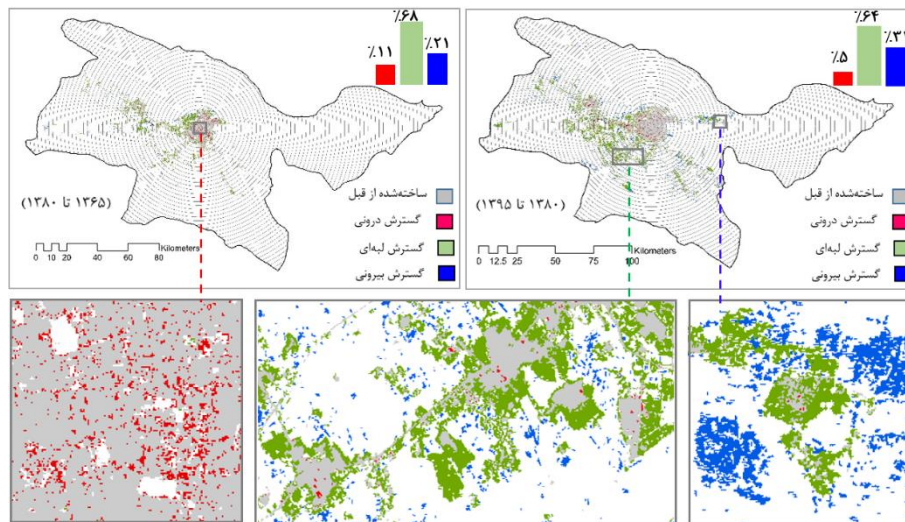 ٪۶۸
٪۱۱
٪۲۱
ساخته‌شده از قبل
گسترش درونی
گسترش لبه‌ای
گسترش بیرونی
(۱۳۶۵ تا ۱۳۸۰)
Kilometers
0 10 20 40 60 80
٪۶۴
٪۵
٪۳۱
ساخته‌شده از قبل
گسترش درونی
گسترش لبه‌ای
گسترش بیرونی
(۱۳۸۰ تا ۱۳۹۵)
Kilometers
0 12.5 25 50 75 100